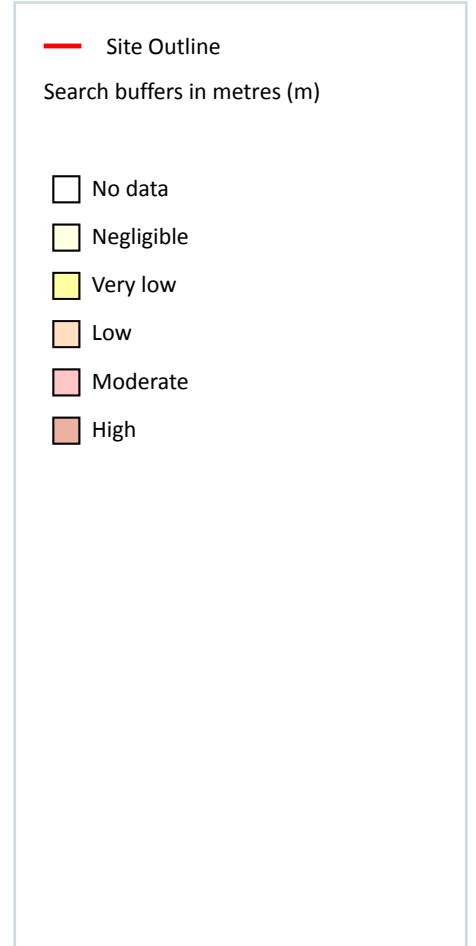 Site Outline
Search buffers in metres (m)
No data
Negligible
Very low
Low
Moderate
High